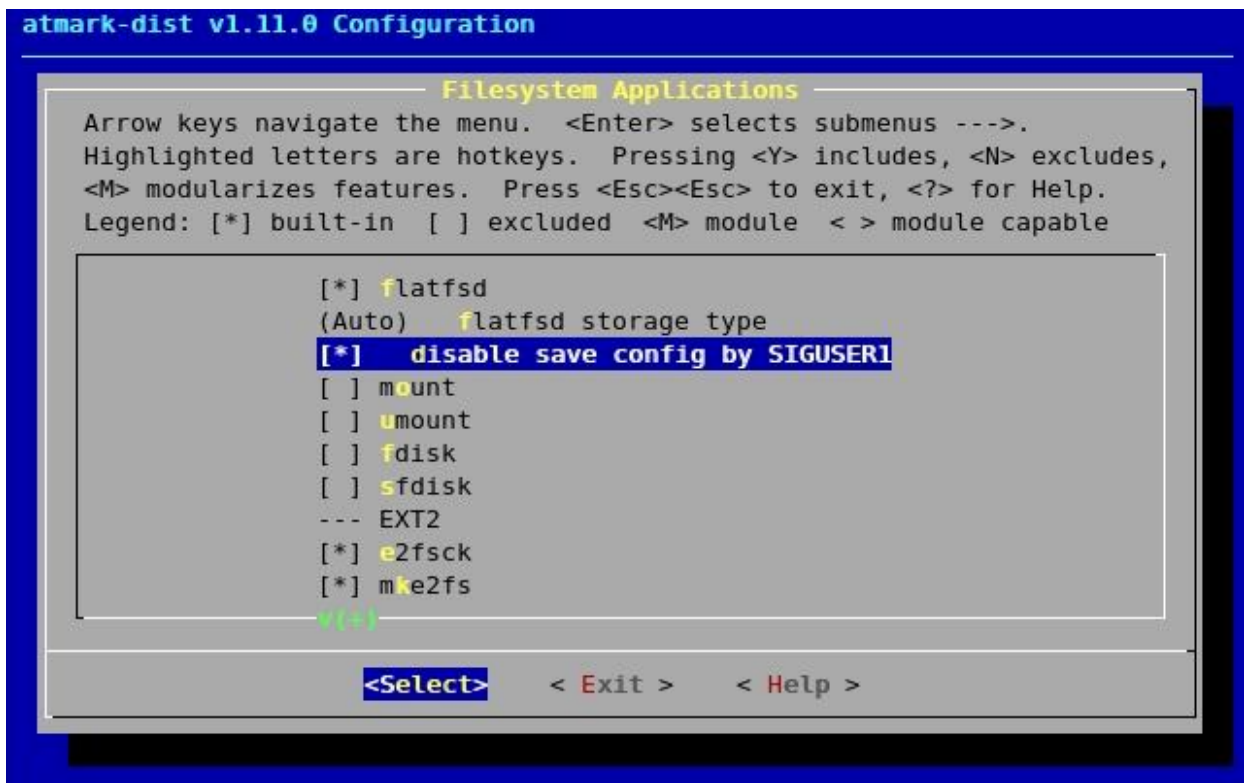 atmark-dist v1.11.0 Configuration
Filesystem Applications
Arrow keys navigate the menu.  <Enter> selects submenus --->.
Highlighted letters are hotkeys.  Pressing <Y> includes, <N> excludes,
<M> modularizes features.  Press <Esc><Esc> to exit, <?> for Help.
Legend: [*] built-in  [ ] excluded  <M> module  < > module capable
[*] flatfsd
(Auto)   flatfsd storage type
[*]   disable save config by SIGUSER1
[ ] mount
[ ] umount
[ ] fdisk
[ ] sfdisk
--- EXT2
[*] e2fsck
[*] mke2fs
v(+)
<Select>    < Exit >    < Help >